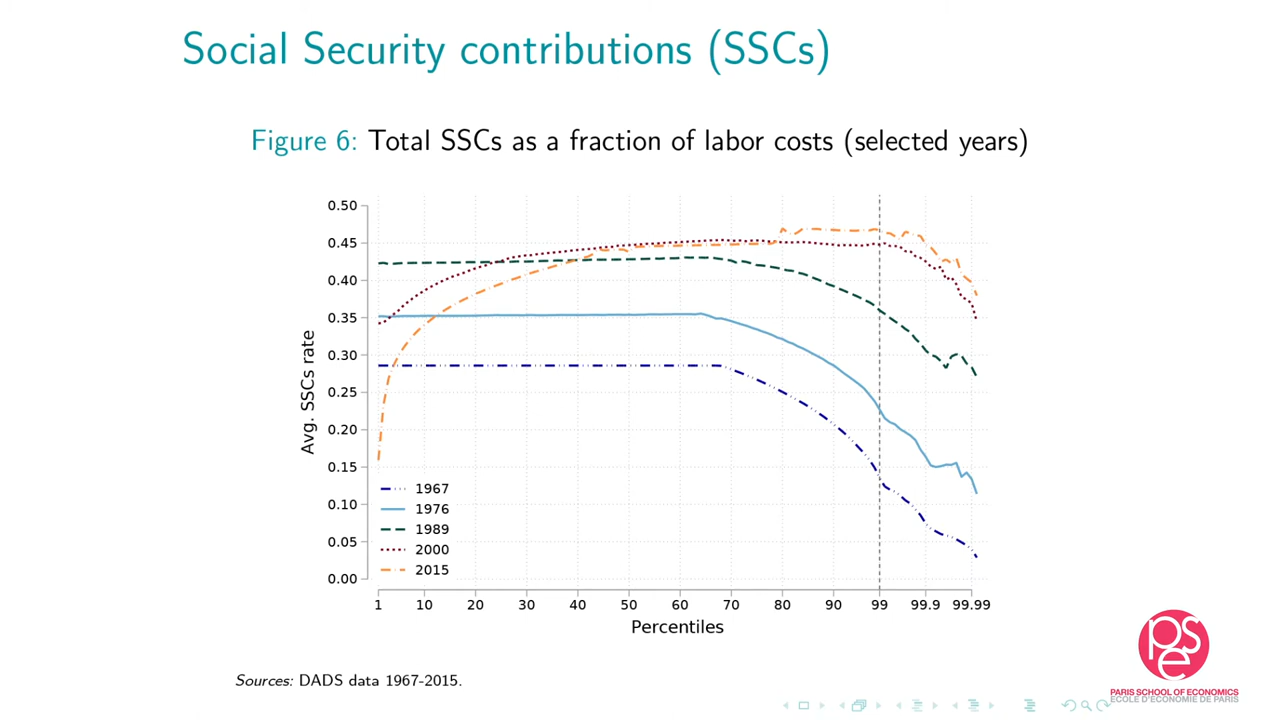 Social Security contributions (SSCs)
Figure 6: Total SSCs as a fraction of labor costs (selected years)
0.50
0.45
0.40
0.35
0.30
0.25
0.20
0.15
0.10
0.05
0.00
Avg. SSCs rate
1967
1976
1989
2000
2015
1 10 20 30 40 50 60 70 80 90 99 99.9 99.99
Percentiles
Sources: DADS data 1967-2015.
pse
PARIS SCHOOL OF ECONOMICS
ECOLE D'ECONOMIE DE PARIS